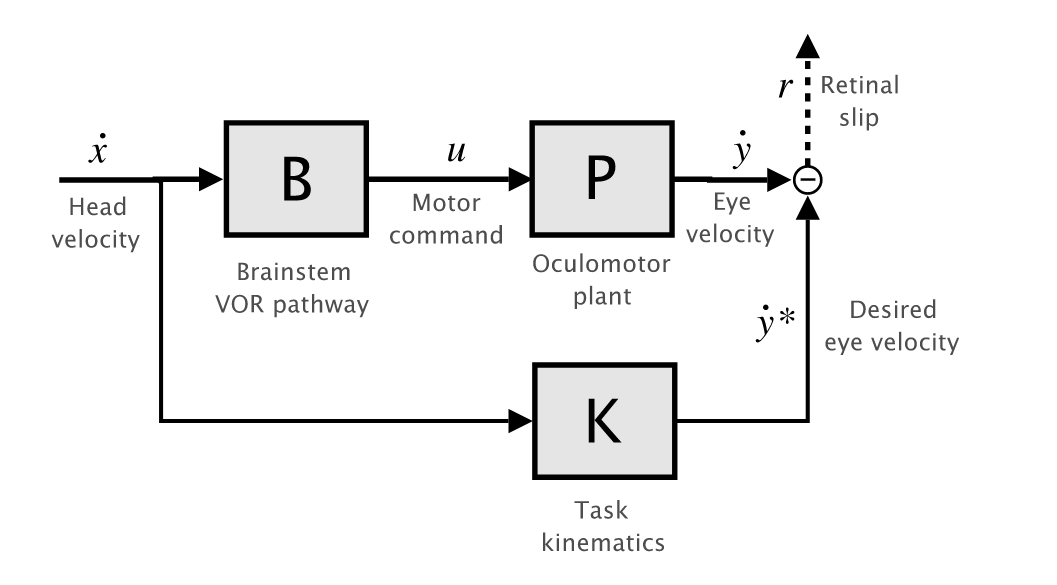 ẋ
Head
velocity
B
Brainstem
VOR pathway
u
Motor
command
P
Oculomotor
plant
ẏ
Eye
velocity
−
r
Retinal
slip
ẏ*
Desired
eye velocity
K
Task
kinematics